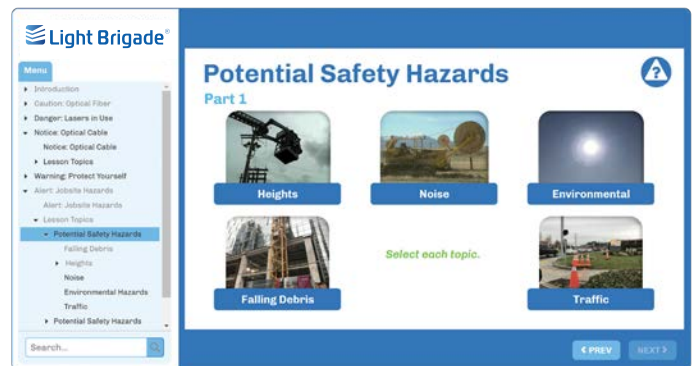 Light Brigade®
Menu
Introduction
Caution: Optical Fiber
Danger: Lasers in Use
Notice: Optical Cable
Notice: Optical Cable
Lesson Topics
Warning: Protect Yourself
Alert: Jobsite Hazards
Alert: Jobsite Hazards
Lesson Topics
Potential Safety Hazards
Falling Debris
Heights
Noise
Environmental Hazards
Traffic
Potential Safety Hazards
Search...
Potential Safety Hazards
?
Part 1
Heights
Noise
Environmental
Falling Debris
Select each topic.
Traffic
PREV
NEXT